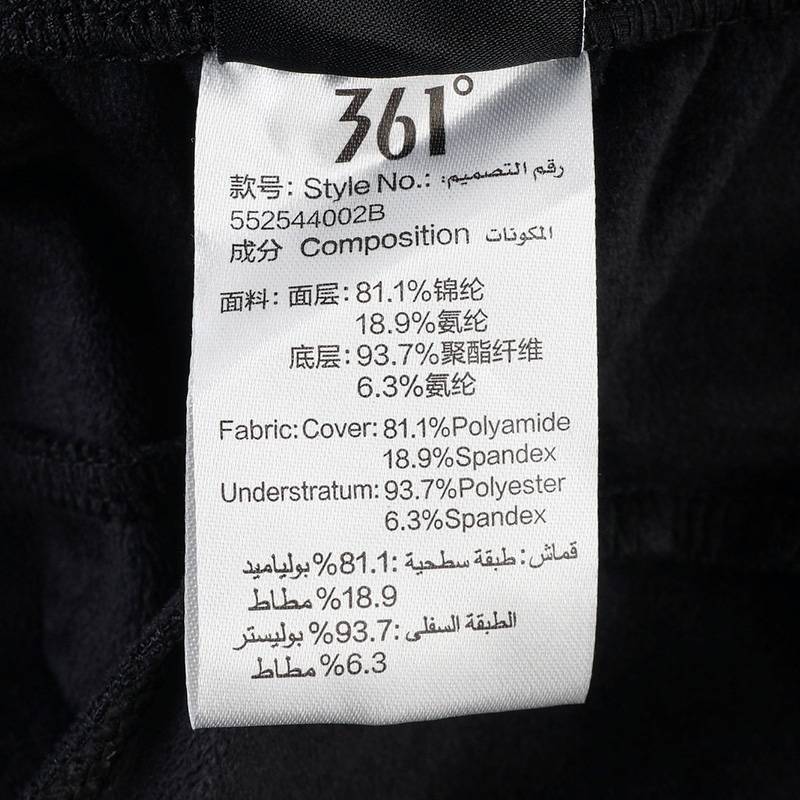 361°
款号: Style No.: رقم التصميم:
552544002B
成分 Composition المكونات
面料: 面层: 81.1%锦纶
18.9%氨纶
底层: 93.7%聚酯纤维
6.3%氨纶
Fabric: Cover: 81.1%Polyamide
18.9%Spandex
Understratum: 93.7%Polyester
6.3%Spandex
قماش: طبقة سطحية: 81.1%بولياميد
18.9%مطاط
الطبقة السفلى: 93.7%بوليستر
6.3%مطاط